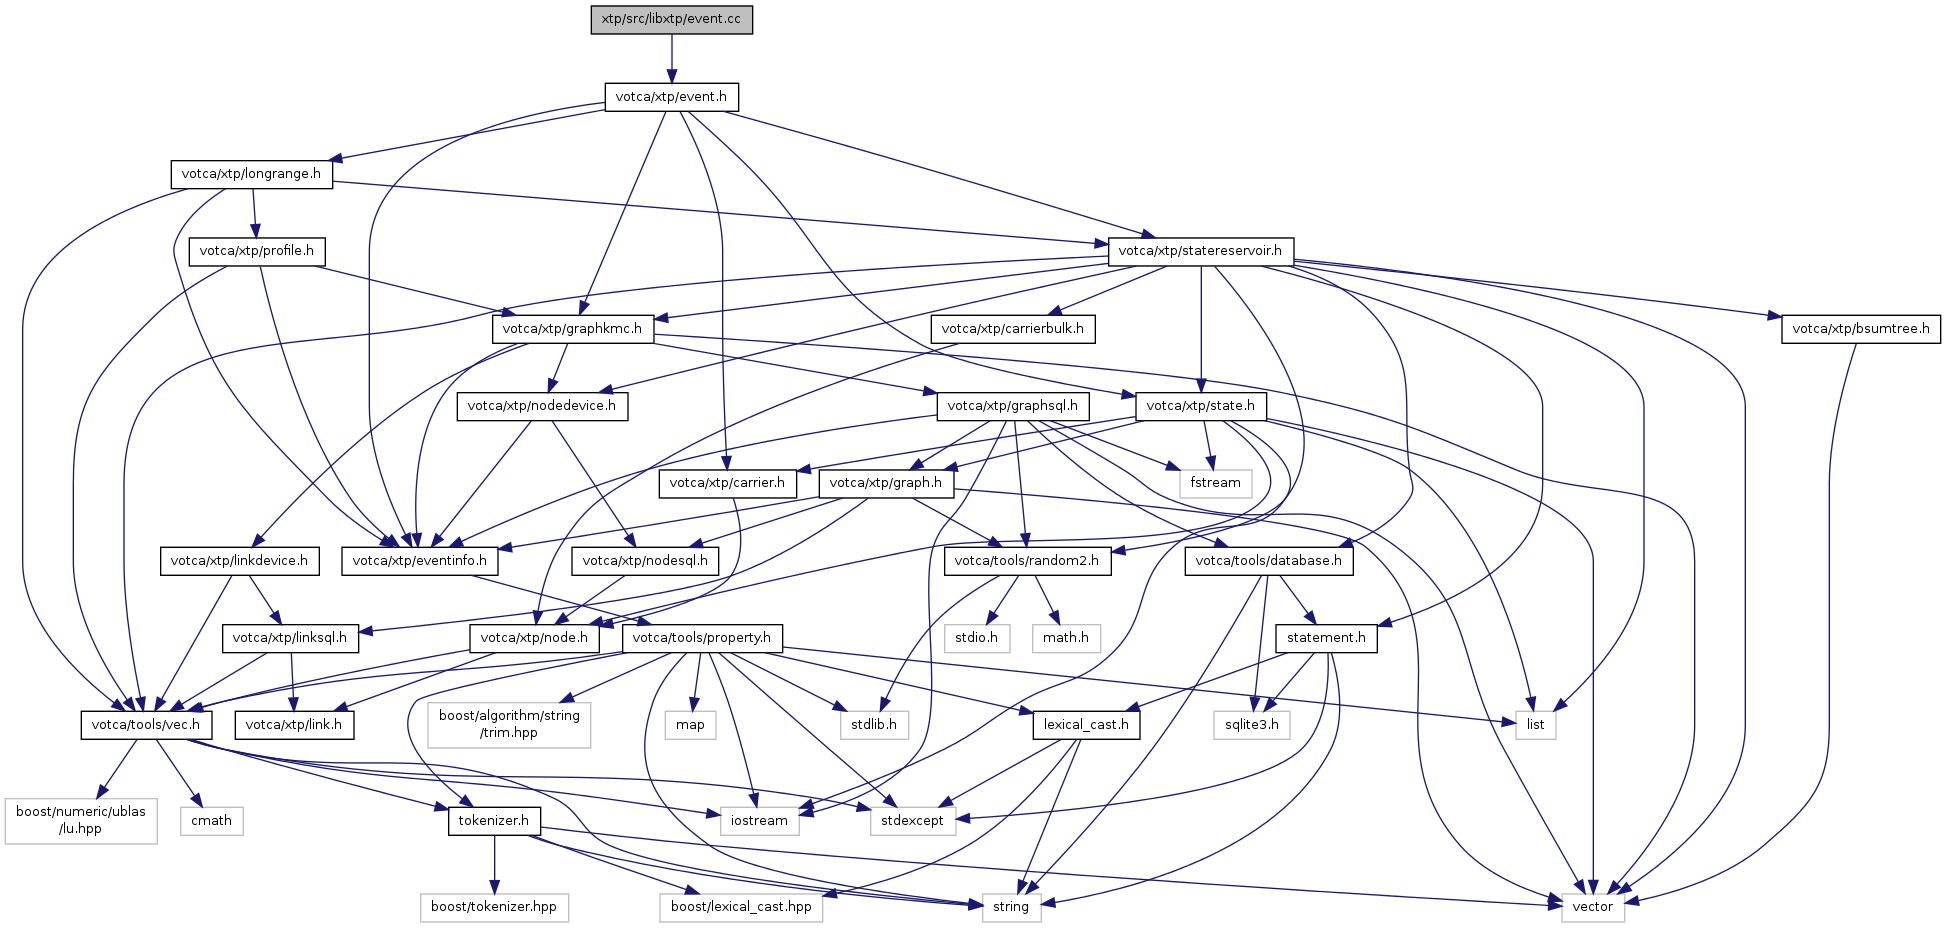 xtp/src/libxtp/event.cc
votca/xtp/event.h
votca/xtp/longrange.h
votca/xtp/profile.h
votca/xtp/statereservoir.h
votca/xtp/graphkmc.h
votca/xtp/carrierbulk.h
votca/xtp/bsumtree.h
votca/xtp/nodedevice.h
votca/xtp/graphsql.h
votca/xtp/state.h
votca/xtp/carrier.h
votca/xtp/graph.h
fstream
votca/xtp/linkdevice.h
votca/xtp/eventinfo.h
votca/xtp/nodesql.h
votca/tools/random2.h
votca/tools/database.h
votca/xtp/linksql.h
votca/xtp/node.h
votca/tools/property.h
stdio.h
math.h
statement.h
votca/tools/vec.h
votca/xtp/link.h
boost/algorithm/string
/trim.hpp
map
stdlib.h
lexical_cast.h
sqlite3.h
list
boost/numeric/ublas
/lu.hpp
cmath
tokenizer.h
iostream
stdexcept
boost/tokenizer.hpp
boost/lexical_cast.hpp
string
vector